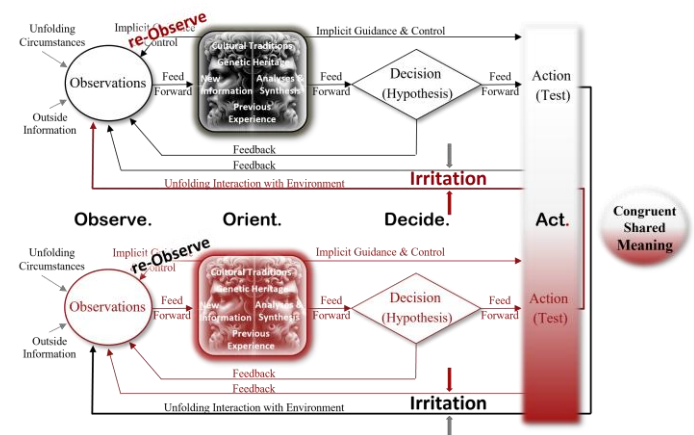 Unfolding
Circumstances
Implicit Guidance
& Control
re-Observe
Implicit Guidance & Control
Cultural Traditions
Genetic Heritage
New
Information
Analyses &
Synthesis
Previous
Experience
Observations
Feed
Forward
Feed
Forward
Decision
(Hypothesis)
Feed
Forward
Action
(Test)
Outside
Information
Feedback
Feedback
Unfolding Interaction with Environment
Irritation
Observe.
Orient.
Decide.
Act.
Congruent
Shared
Meaning
Unfolding
Circumstances
Implicit
Control
re-Observe
Implicit Guidance & Control
Cultural Traditions
Genetic Heritage
New
Information
Analyses &
Synthesis
Previous
Experience
Observations
Feed
Forward
Feed
Forward
Decision
(Hypothesis)
Feed
Forward
Action
(Test)
Outside
Information
Feedback
Feedback
Unfolding Interaction with Environment
Irritation